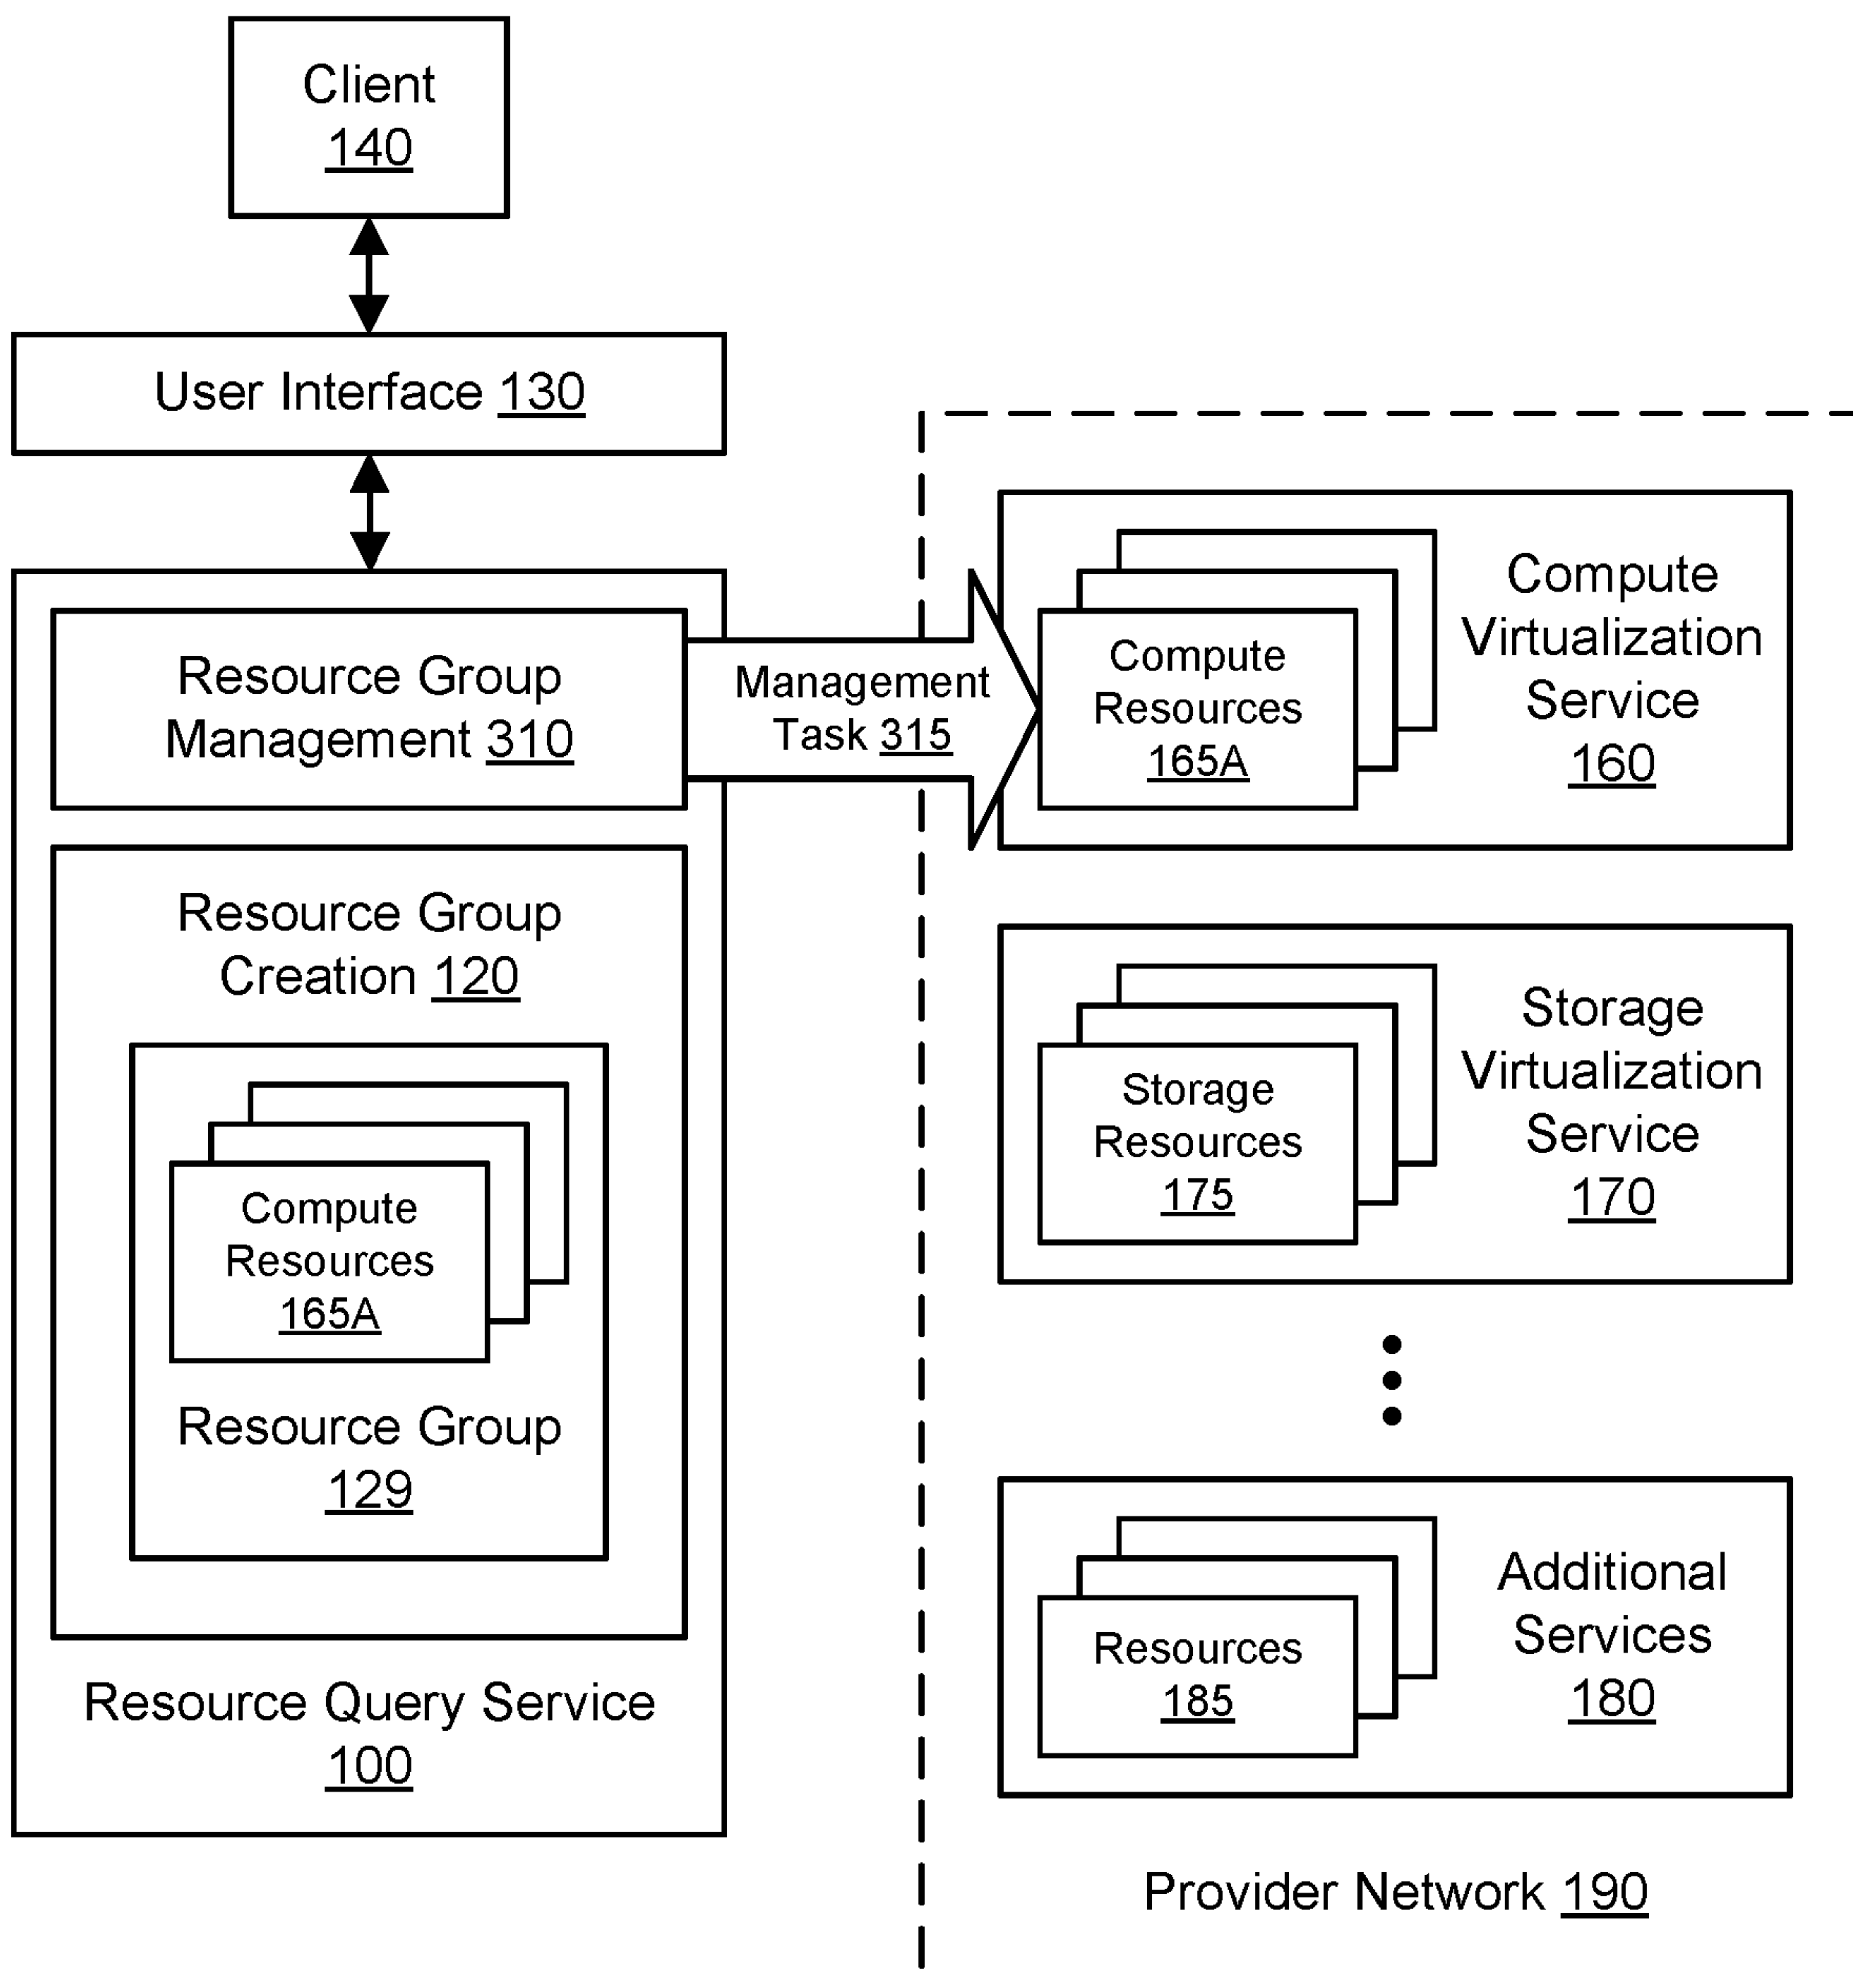 Client
140
User Interface 130
Resource Group
Management 310
Management
Task 315
Compute
Resources
165A
Compute
Virtualization
Service
160
Resource Group
Creation 120
Compute
Resources
165A
Resource Group
129
Resource Query Service
100
Storage
Resources
175
Storage
Virtualization
Service
170
Resources
185
Additional
Services
180
Provider Network 190